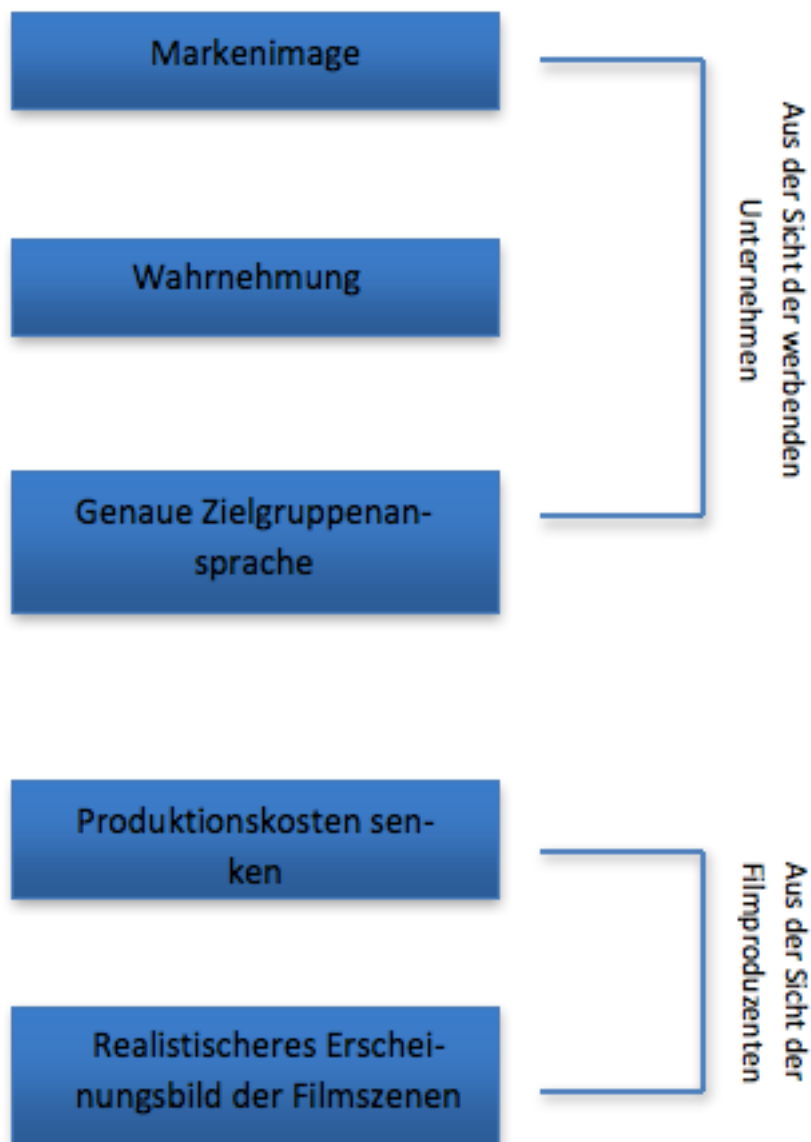 Markenimage
Wahrnehmung
Genaue Zielgruppenan-
sprache
Aus der Sicht der werbenden
Unternehmen
Produktionskosten sen-
ken
Realistischeres Erschei-
nungsbild der Filmszenen
Aus der Sicht der
Filmproduzenten